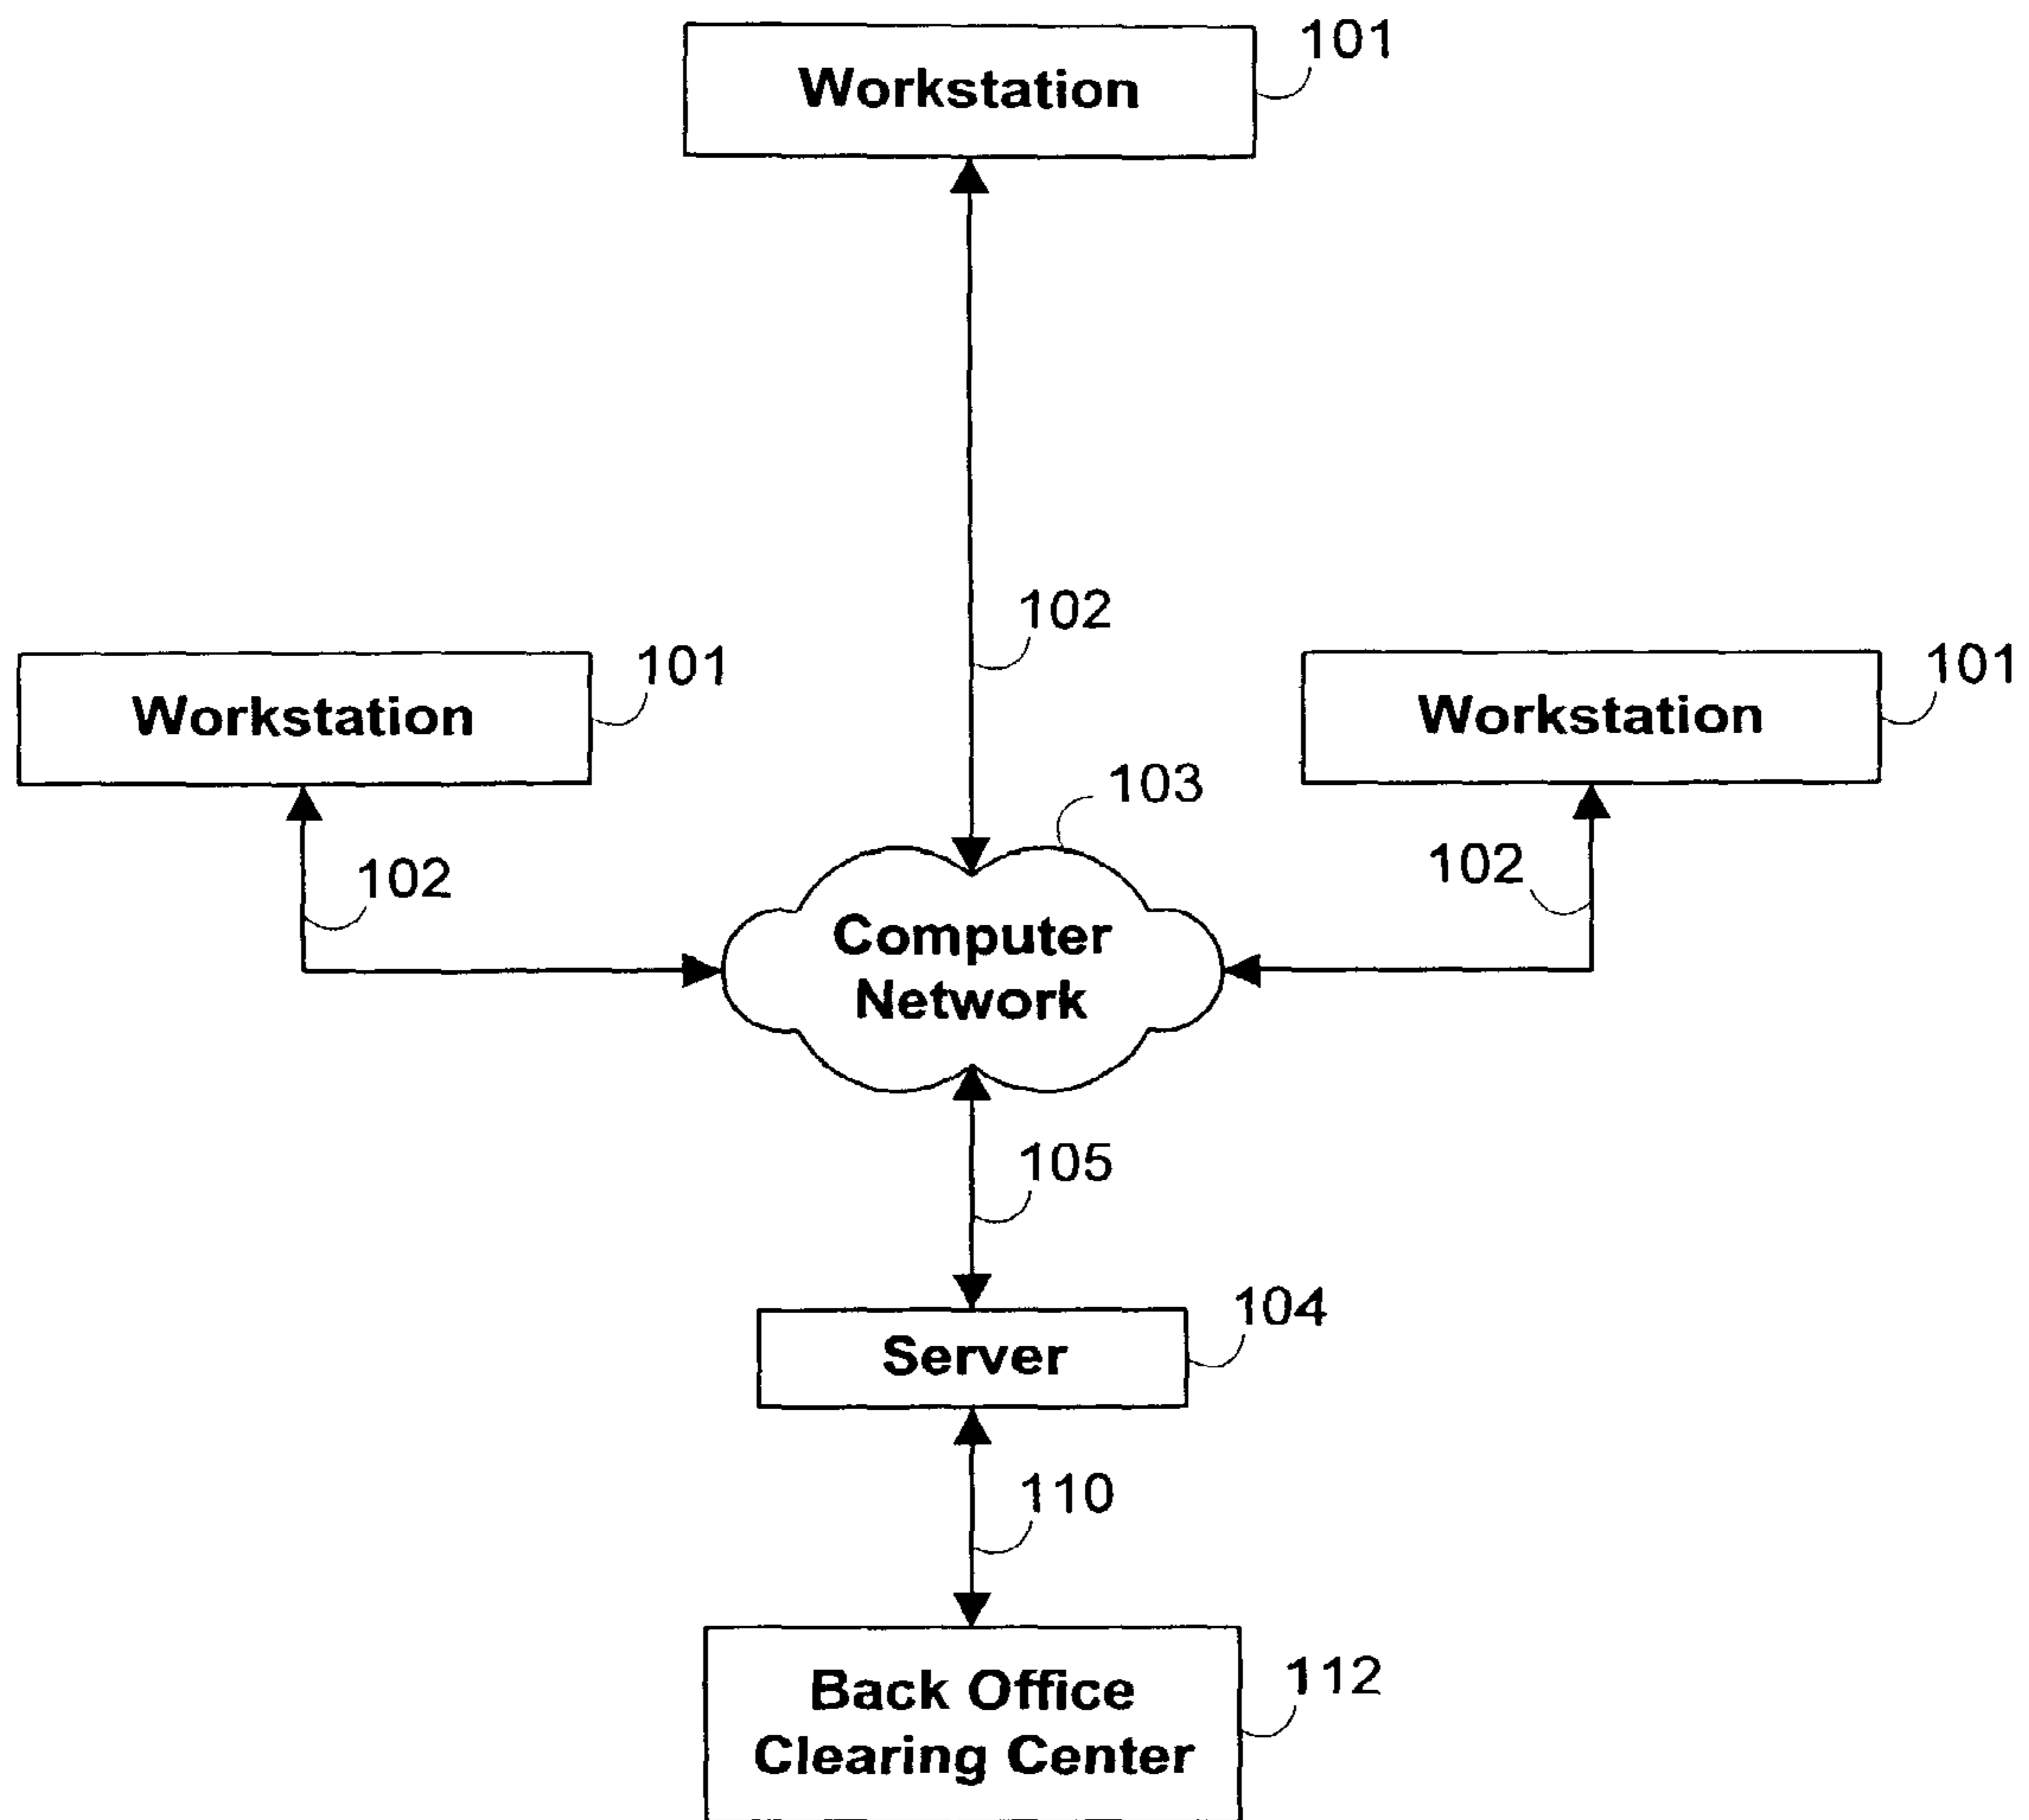 101
Workstation
102
101
Workstation
101
Workstation
103
102
102
Computer
Network
105
104
Server
110
112
Back Office
Clearing Center